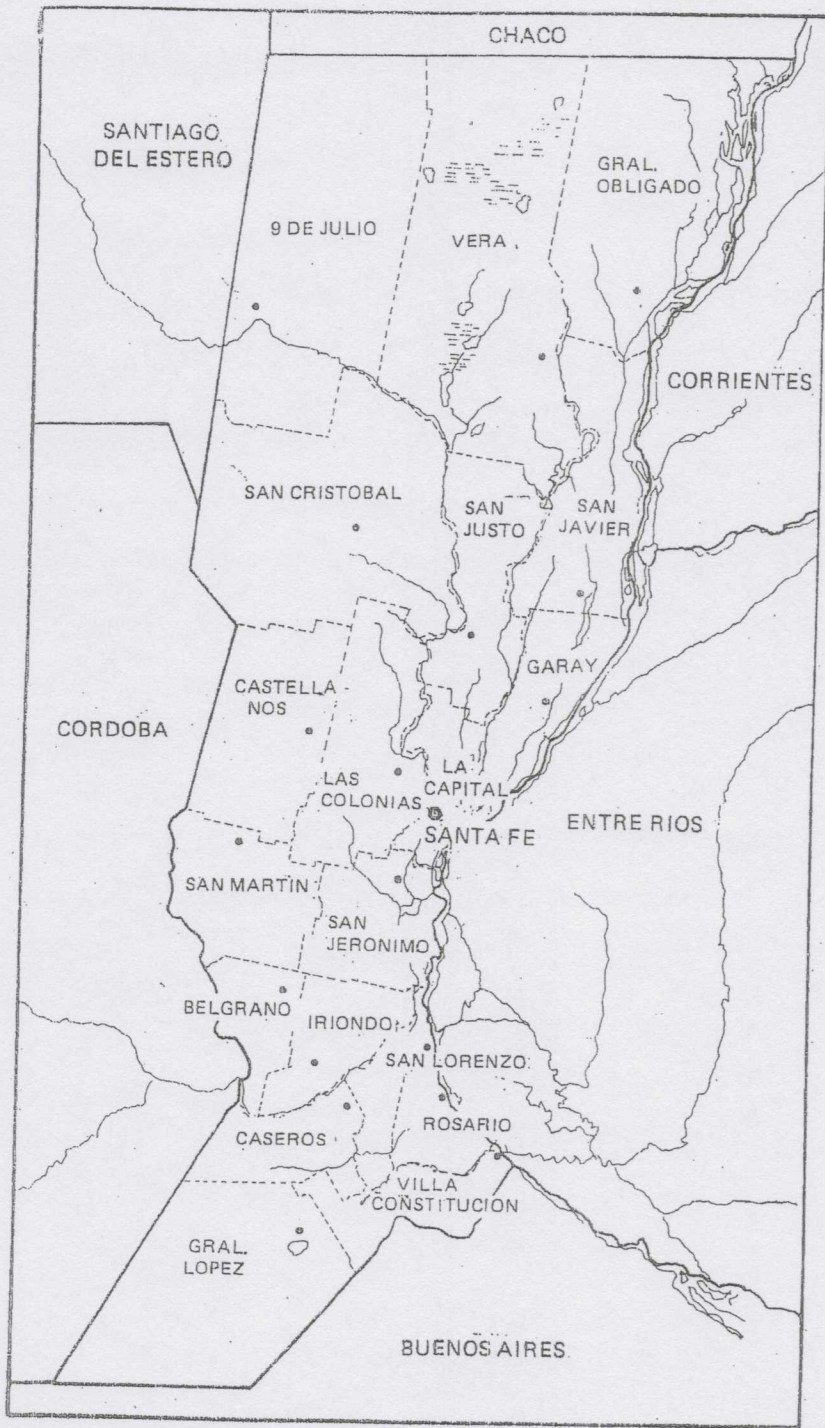 CHACO
SANTIAGO
DEL ESTERO
GRAL.
OBLIGADO
9 DE JULIO
VERA
CORRIENTES
SAN CRISTOBAL
SAN
JUSTO
SAN
JAVIER
GARAY
CASTELLA-
NOS
CORDOBA
LA
CAPITAL
LAS
COLONIAS
SANTA FE
ENTRE RIOS
SAN MARTIN
SAN
JERONIMO
BELGRANO
IRIONDO
SAN LORENZO
CASEROS
ROSARIO
VILLA
CONSTITUCION
GRAL.
LOPEZ
BUENOS AIRES